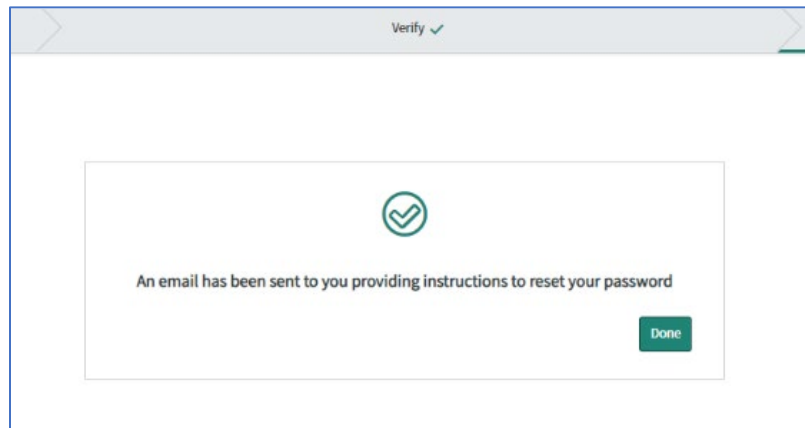 Verify
An email has been sent to you providing instructions to reset your password
Done